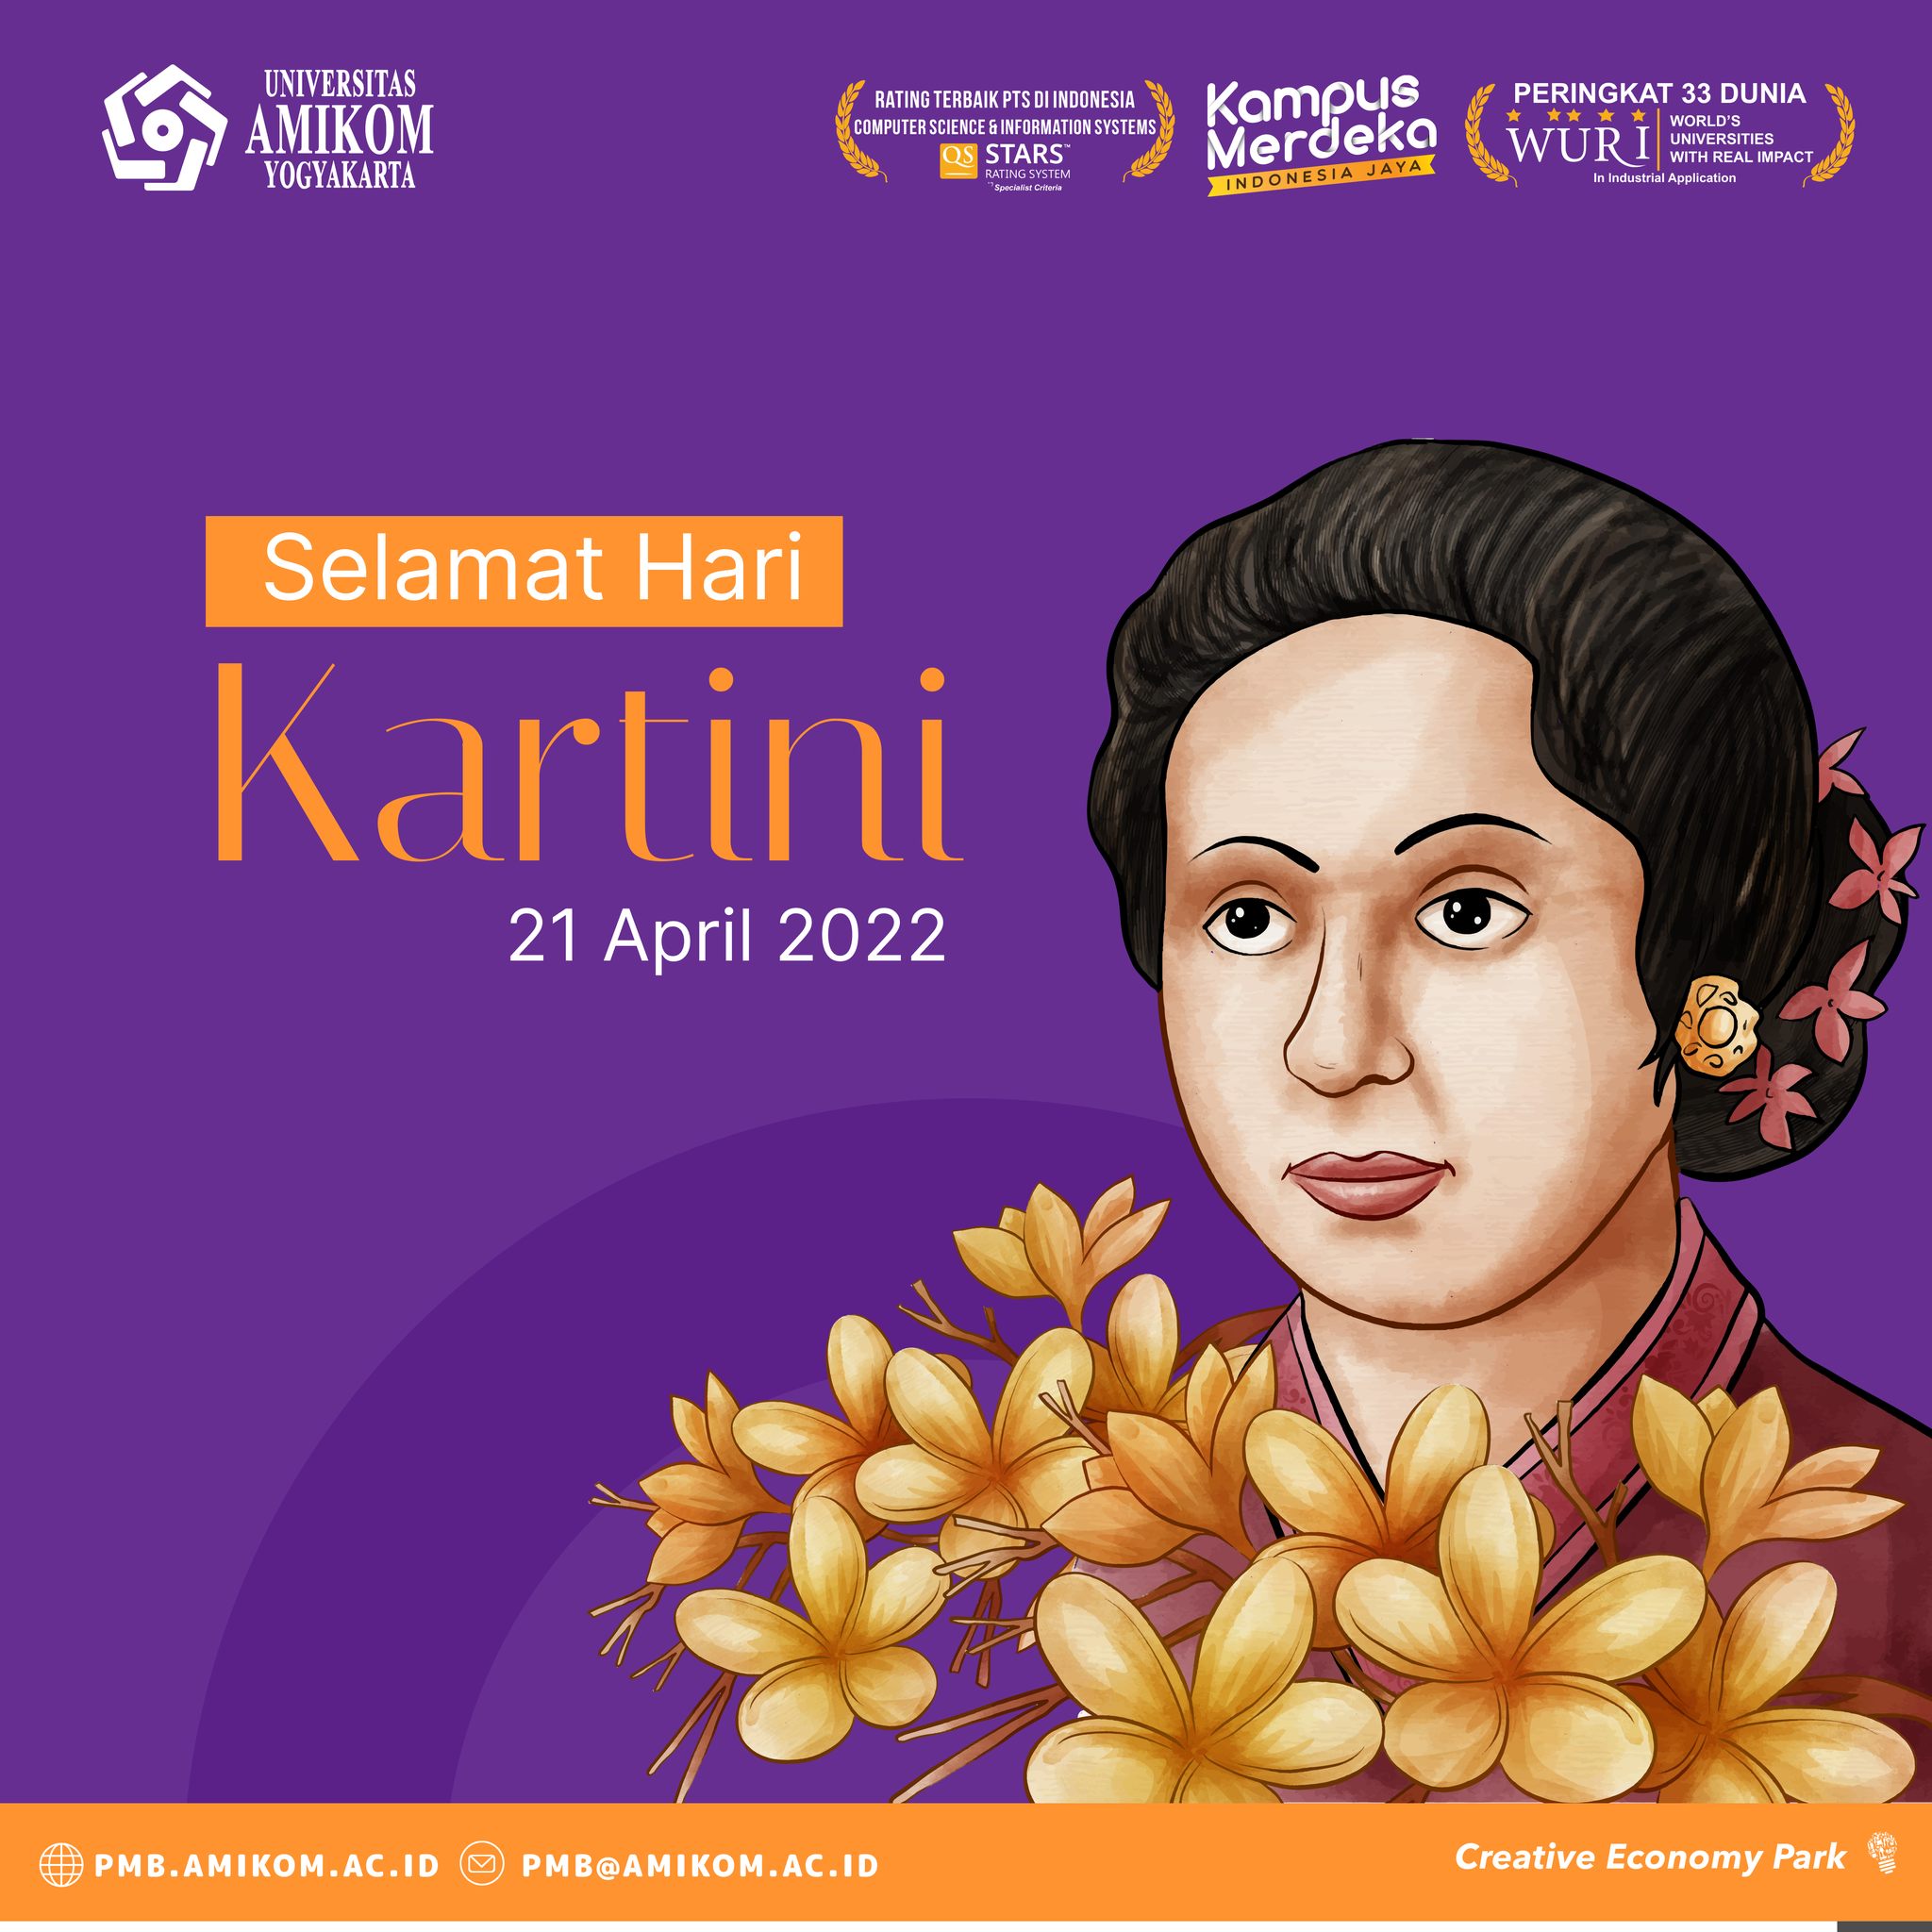 UNIVERSITAS
AMIKOM
YOGYAKARTA
RATING TERBAIK PTS DI INDONESIA
COMPUTER SCIENCE & INFORMATION SYSTEMS
QS STARS™
RATING SYSTEM
Specialist Criteria
Kampus
Merdeka
INDONESIA JAYA
PERINGKAT 33 DUNIA
WURI
WORLD'S
UNIVERSITIES
WITH REAL IMPACT
In Industrial Application
Selamat Hari
Kartini
21 April 2022
PMB.AMIKOM.AC.ID PMB@AMIKOM.AC.ID
Creative Economy Park